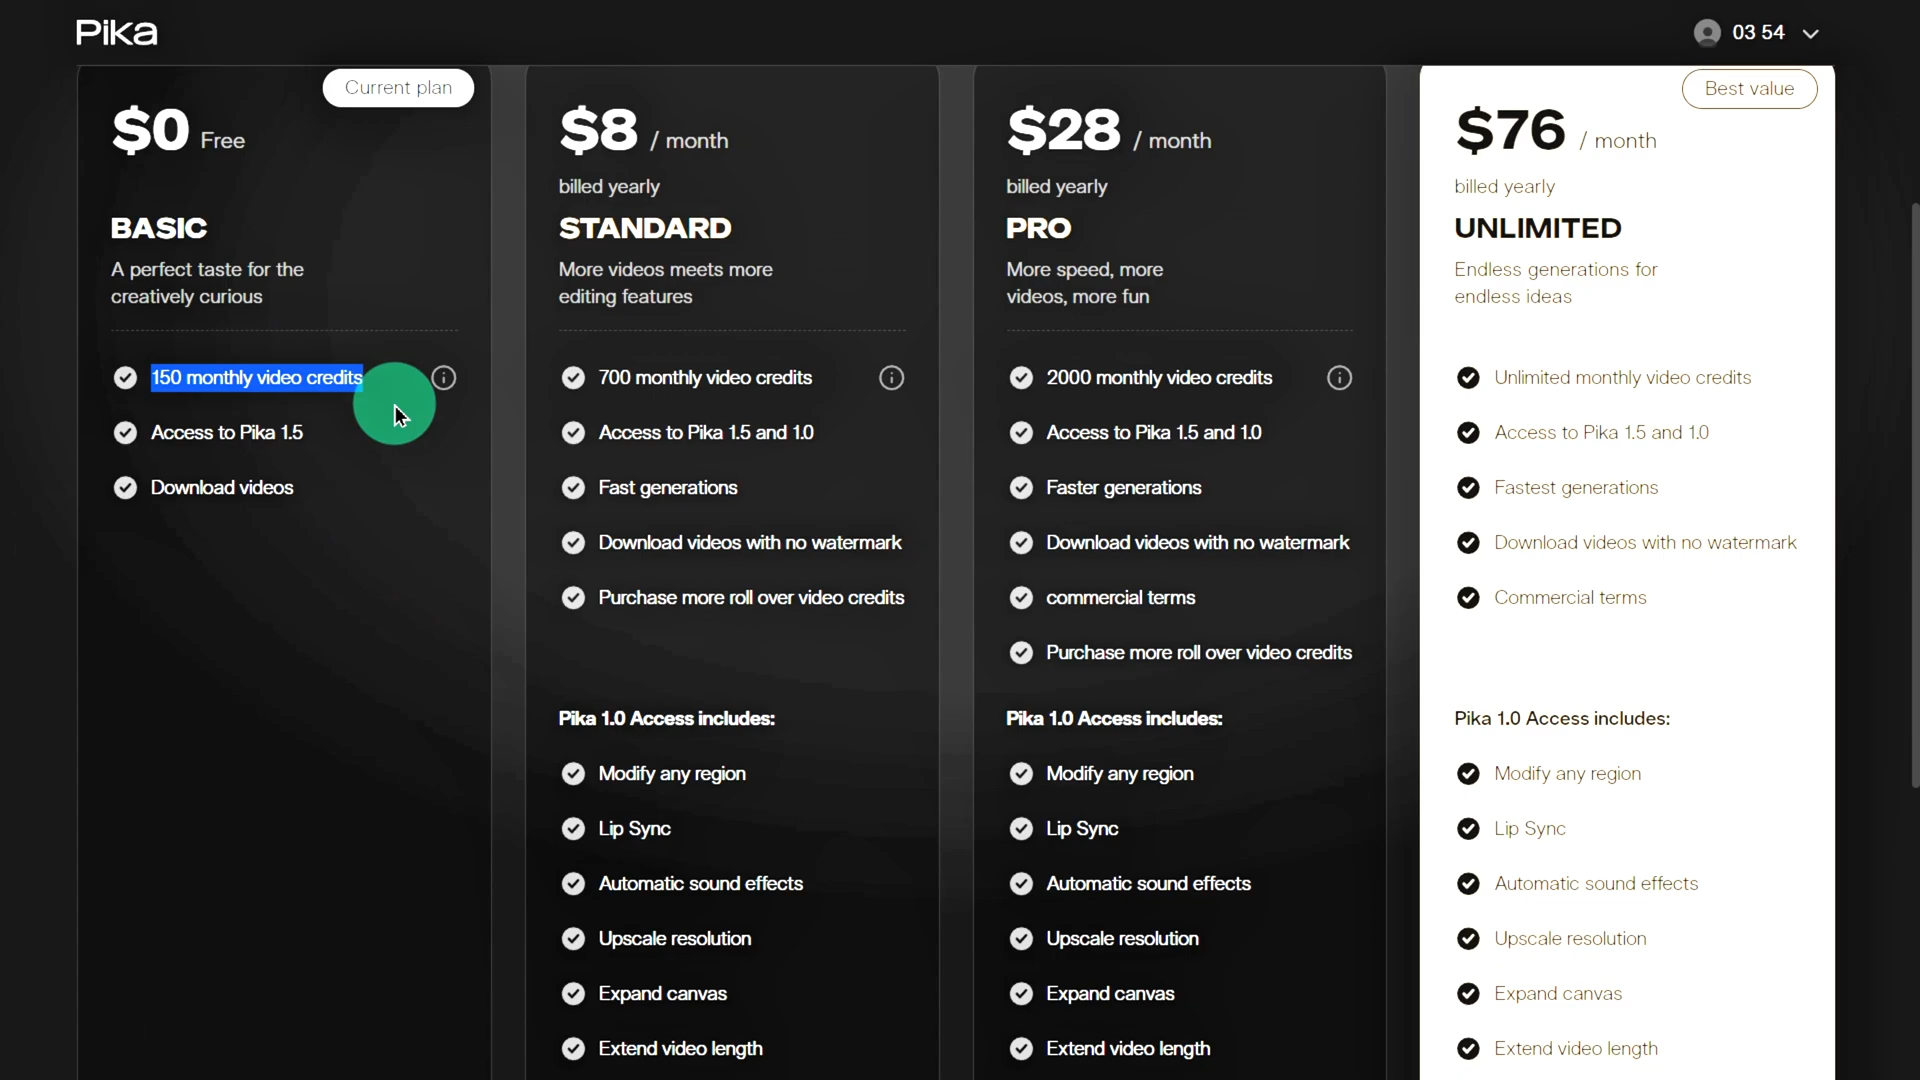 Pika
03 54
Current plan
$0 Free
BASIC
A perfect taste for the
creatively curious
150 monthly video credits
Access to Pika 1.5
Download videos
$8 / month
billed yearly
STANDARD
More videos meets more
editing features
700 monthly video credits
Access to Pika 1.5 and 1.0
Fast generations
Download videos with no watermark
Purchase more roll over video credits
Pika 1.0 Access includes:
Modify any region
Lip Sync
Automatic sound effects
Upscale resolution
Expand canvas
Extend video length
$28 / month
billed yearly
PRO
More speed, more
videos, more fun
2000 monthly video credits
Access to Pika 1.5 and 1.0
Faster generations
Download videos with no watermark
commercial terms
Purchase more roll over video credits
Pika 1.0 Access includes:
Modify any region
Lip Sync
Automatic sound effects
Upscale resolution
Expand canvas
Extend video length
Best value
$76 / month
billed yearly
UNLIMITED
Endless generations for
endless ideas
Unlimited monthly video credits
Access to Pika 1.5 and 1.0
Fastest generations
Download videos with no watermark
Commercial terms
Pika 1.0 Access includes:
Modify any region
Lip Sync
Automatic sound effects
Upscale resolution
Expand canvas
Extend video length